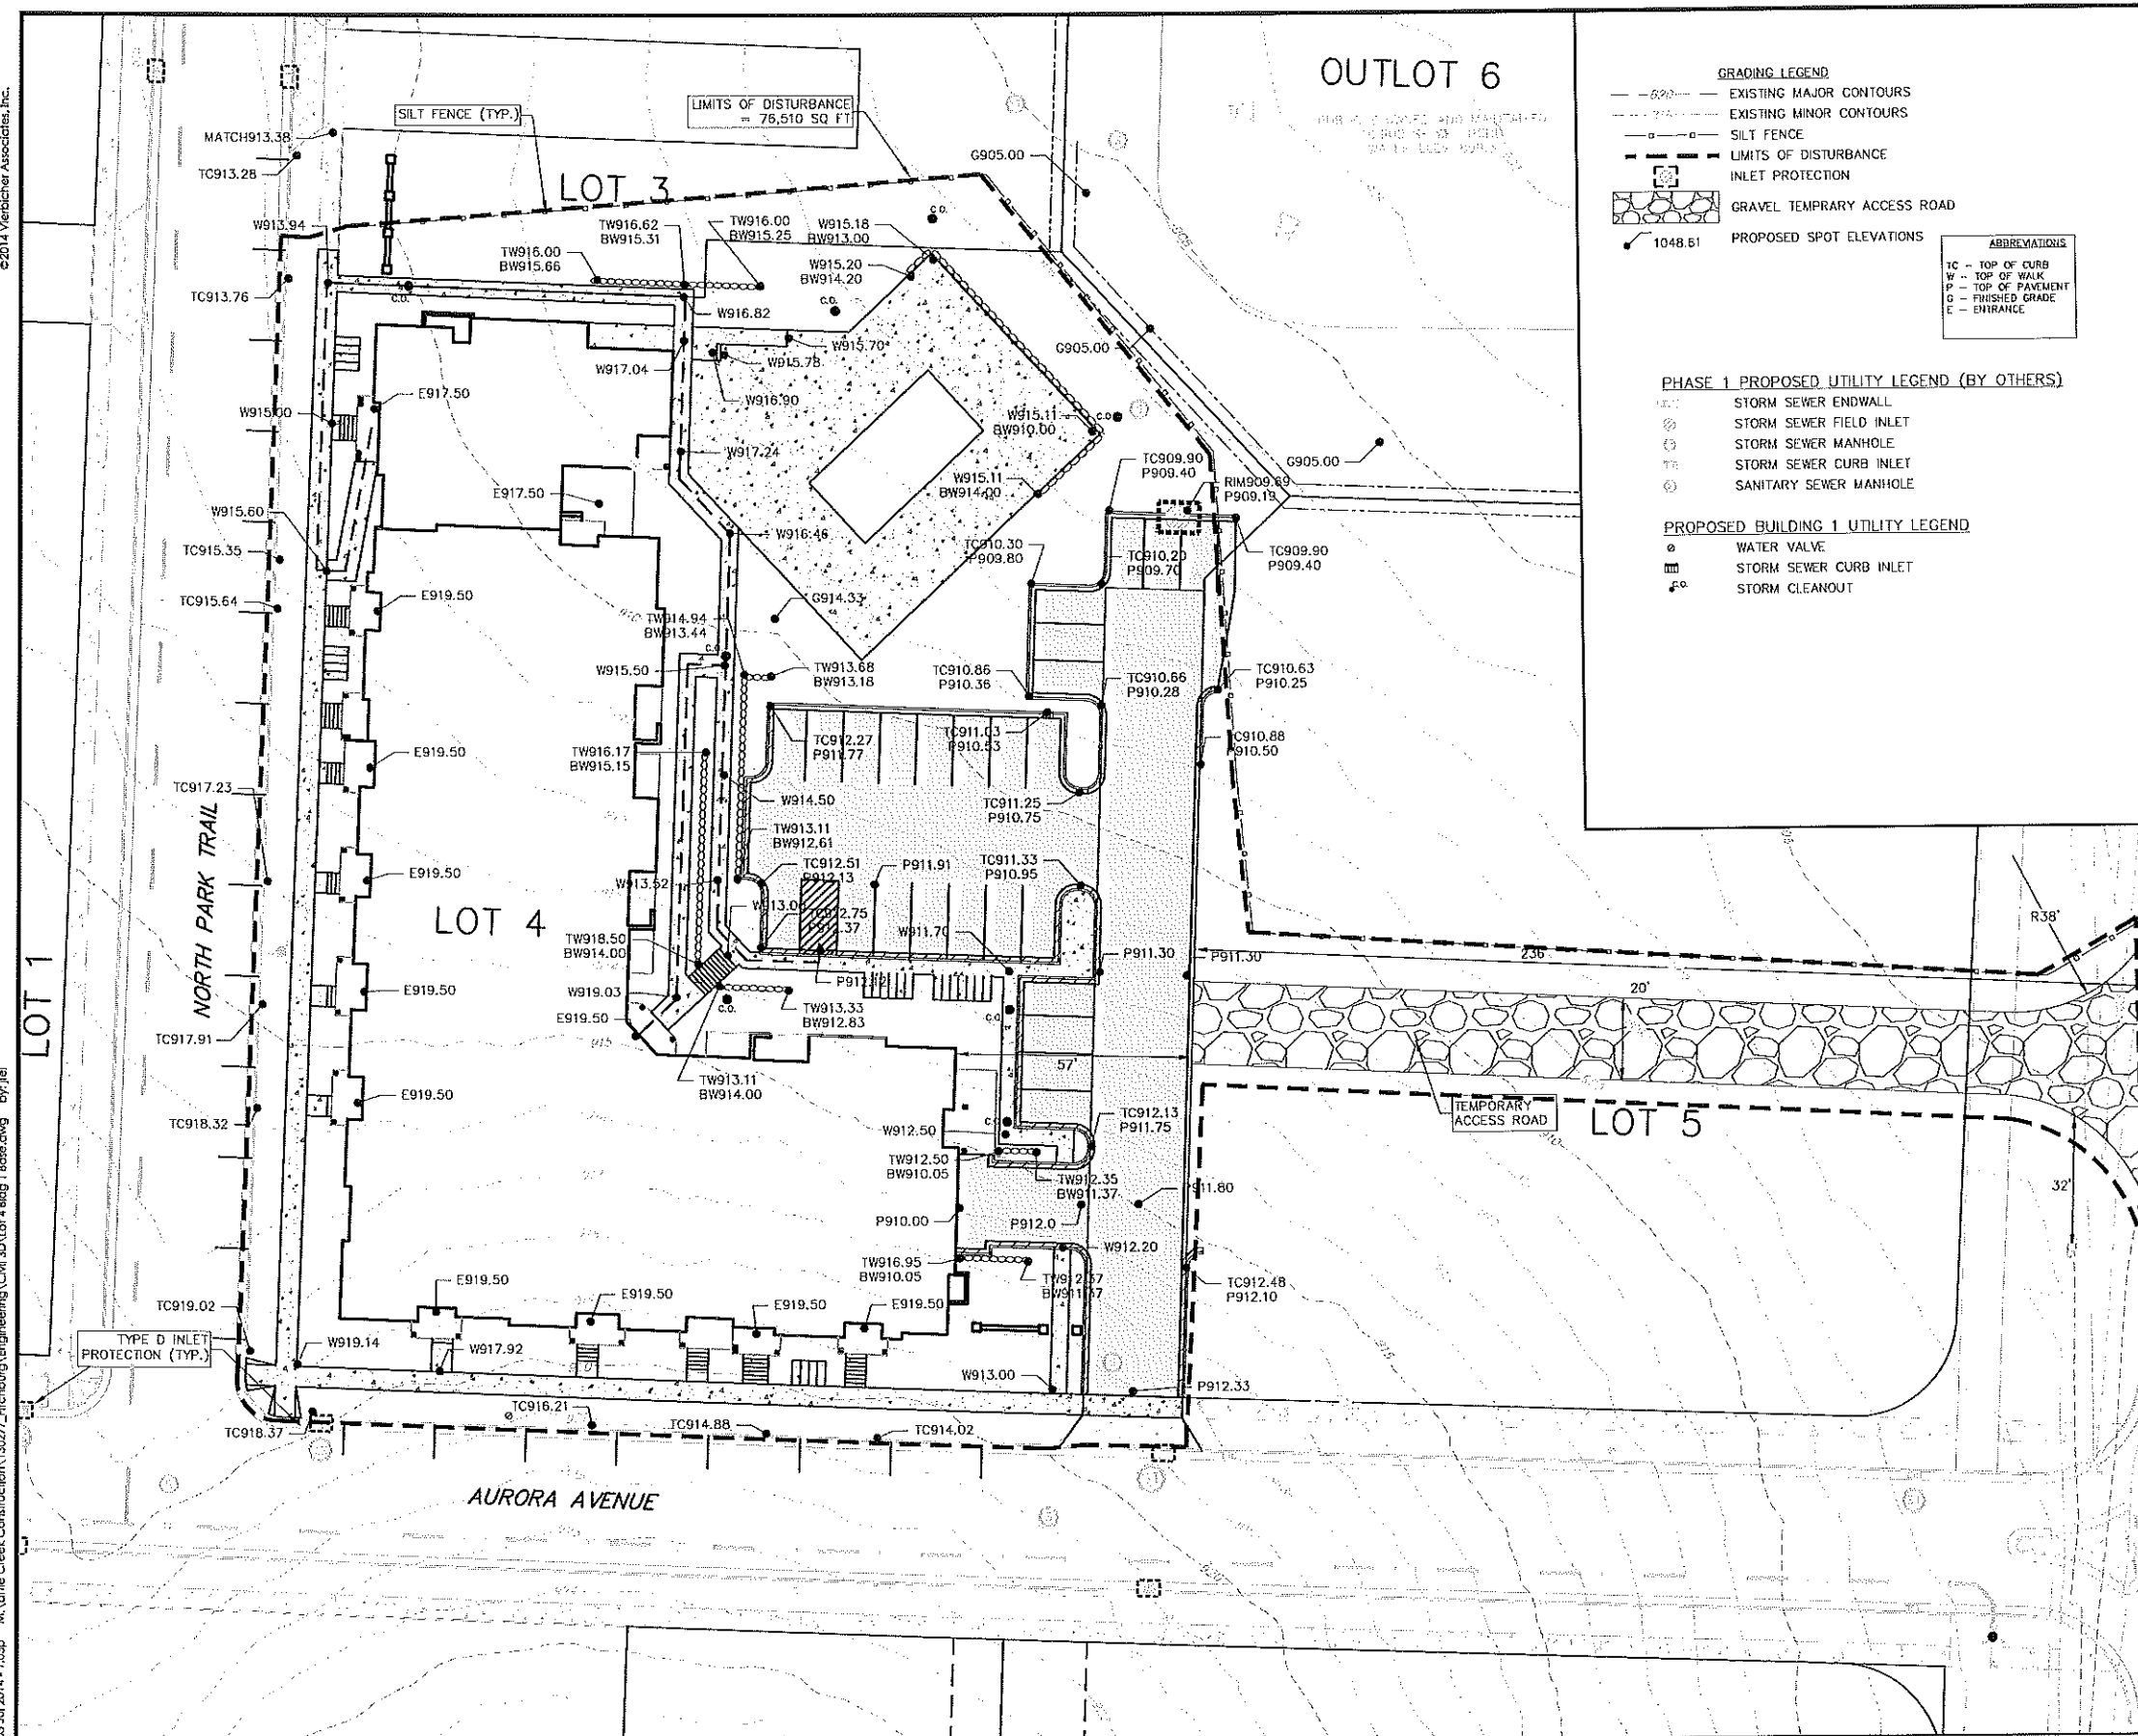 ©2014 Vierbicher Associates, Inc.
OUTLOT 6
GRADING LEGEND
EXISTING MAJOR CONTOURS
EXISTING MINOR CONTOURS
SILT FENCE
LIMITS OF DISTURBANCE
INLET PROTECTION
GRAVEL TEMPRARY ACCESS ROAD
1048.61
PROPOSED SPOT ELEVATIONS
ABBREVIATIONS
TC - TOP OF CURB
W - TOP OF WALK
P - TOP OF PAVEMENT
G - FINISHED GRADE
E - ENTRANCE
PHASE 1 PROPOSED UTILITY LEGEND (BY OTHERS)
STORM SEWER ENDWALL
STORM SEWER FIELD INLET
STORM SEWER MANHOLE
STORM SEWER CURB INLET
SANITARY SEWER MANHOLE
PROPOSED BUILDING 1 UTILITY LEGEND
WATER VALVE
STORM SEWER CURB INLET
C.O.
STORM CLEANOUT
SILT FENCE (TYP.)
LIMITS OF DISTURBANCE
= 76,510 SQ FT
MATCH913.38
TC913.28
LOT 3
G905.00
W913.94
TW916.62
BW915.31
TW916.00
BW915.25
W915.18
BW913.00
C.O.
TW916.00
BW915.66
W915.20
BW914.20
TC913.76
C.O.
C.O.
W916.82
W915.70
G905.00
W917.04
W915.78
E917.50
W916.90
W915.00
W915.11
BW910.00
C.O.
W917.24
TC909.90
P909.40
G905.00
E917.50
W915.11
BW914.00
RIM909.69
P909.19
W915.60
W916.46
TC915.35
TC910.30
P909.80
TC910.20
P909.70
TC909.90
P909.40
TC915.64
E919.50
G914.33
TW914.94
BW913.44
C.O.
W915.50
TW913.68
BW913.18
TC910.86
P910.36
TC910.66
P910.28
TC910.63
P910.25
E919.50
TW916.17
BW915.15
TC912.27
P911.77
TC911.03
P910.53
C910.88
910.50
TC917.23
W914.50
TC911.25
P910.75
NORTH PARK TRAIL
TW913.11
BW912.61
E919.50
TC912.51
P912.13
P911.91
TC911.33
P910.95
W913.52
LOT 4
LOT 1
R38'
TW918.50
BW914.00
W911.70
P911.30
P911.30
236
20'
E919.50
W919.03
C.O.
TW913.33
BW912.83
C.O.
E919.50
TC917.91
915
57'
TW913.11
BW914.00
E919.50
TEMPORARY
ACCESS ROAD
LOT 5
TC918.32
C.O.
W912.50
TC912.13
P911.75
TW912.50
BW910.05
TW912.35
BW911.37
32'
P910.00
P912.0
W912.20
TW916.95
BW910.05
TC912.48
P912.10
E919.50
E919.50
E919.50
E919.50
TC919.02
TYPE D INLET
PROTECTION (TYP.)
W919.14
W917.92
W913.00
P912.33
TC916.21
TC914.88
TC914.02
TC918.37
AURORA AVENUE